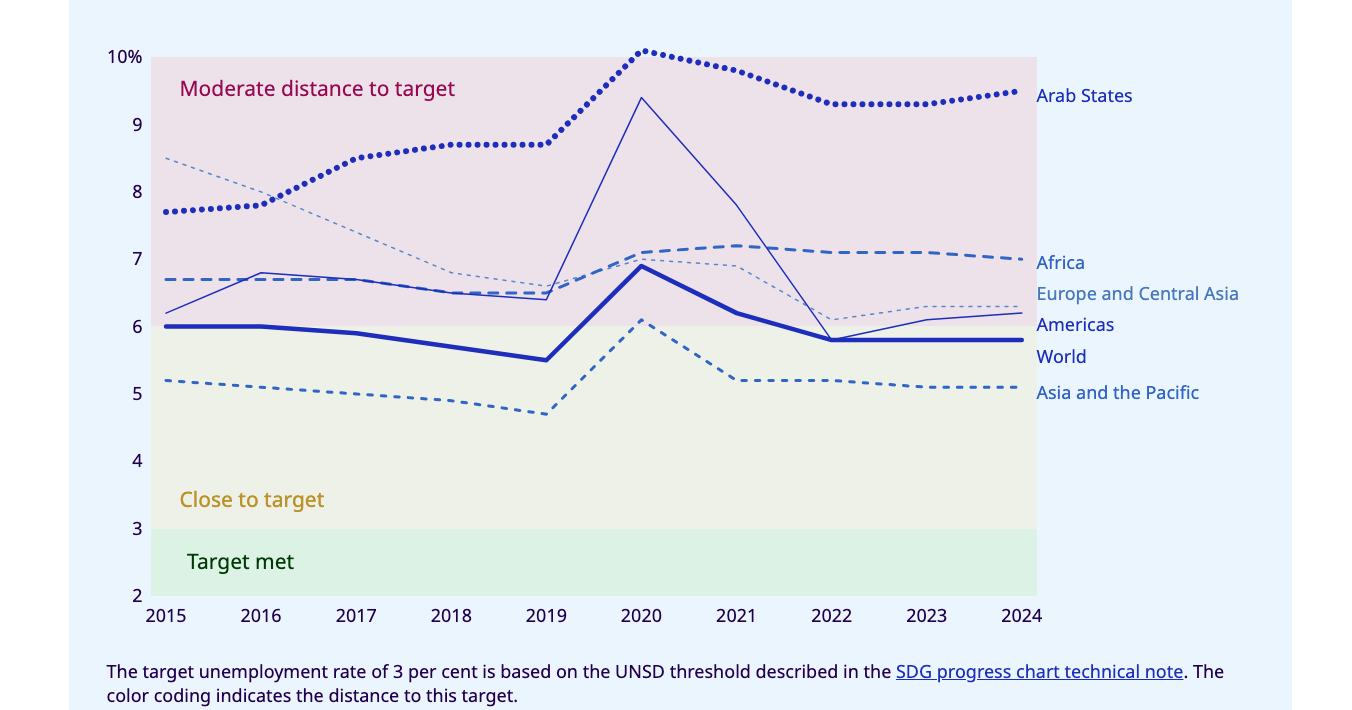 10%
Moderate distance to target
Arab States
9
8
7
Africa
Europe and Central Asia
6
Americas
World
5
Asia and the Pacific
4
Close to target
3
Target met
2
2015 2016 2017 2018 2019 2020 2021 2022 2023 2024
The target unemployment rate of 3 per cent is based on the UNSD threshold described in the SDG progress chart technical note. The
color coding indicates the distance to this target.